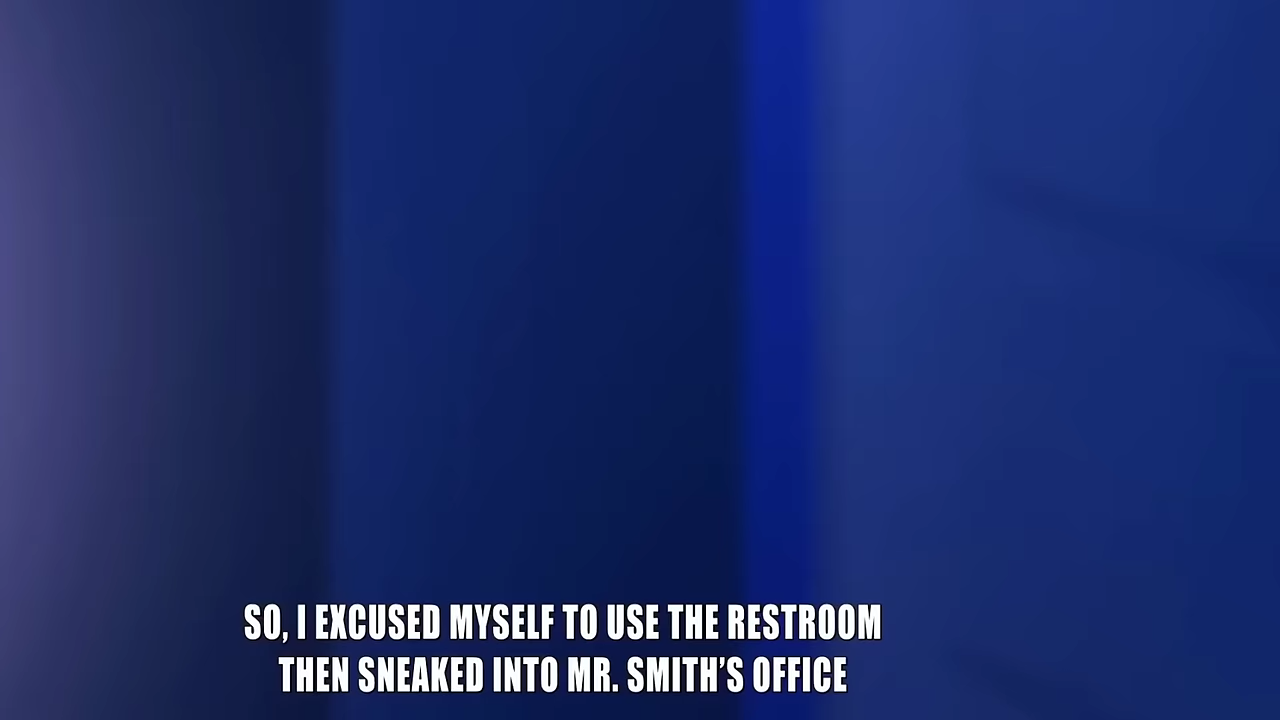 SO, I EXCUSED MYSELF TO USE THE RESTROOM
THEN SNEAKED INTO MR. SMITH’S OFFICE